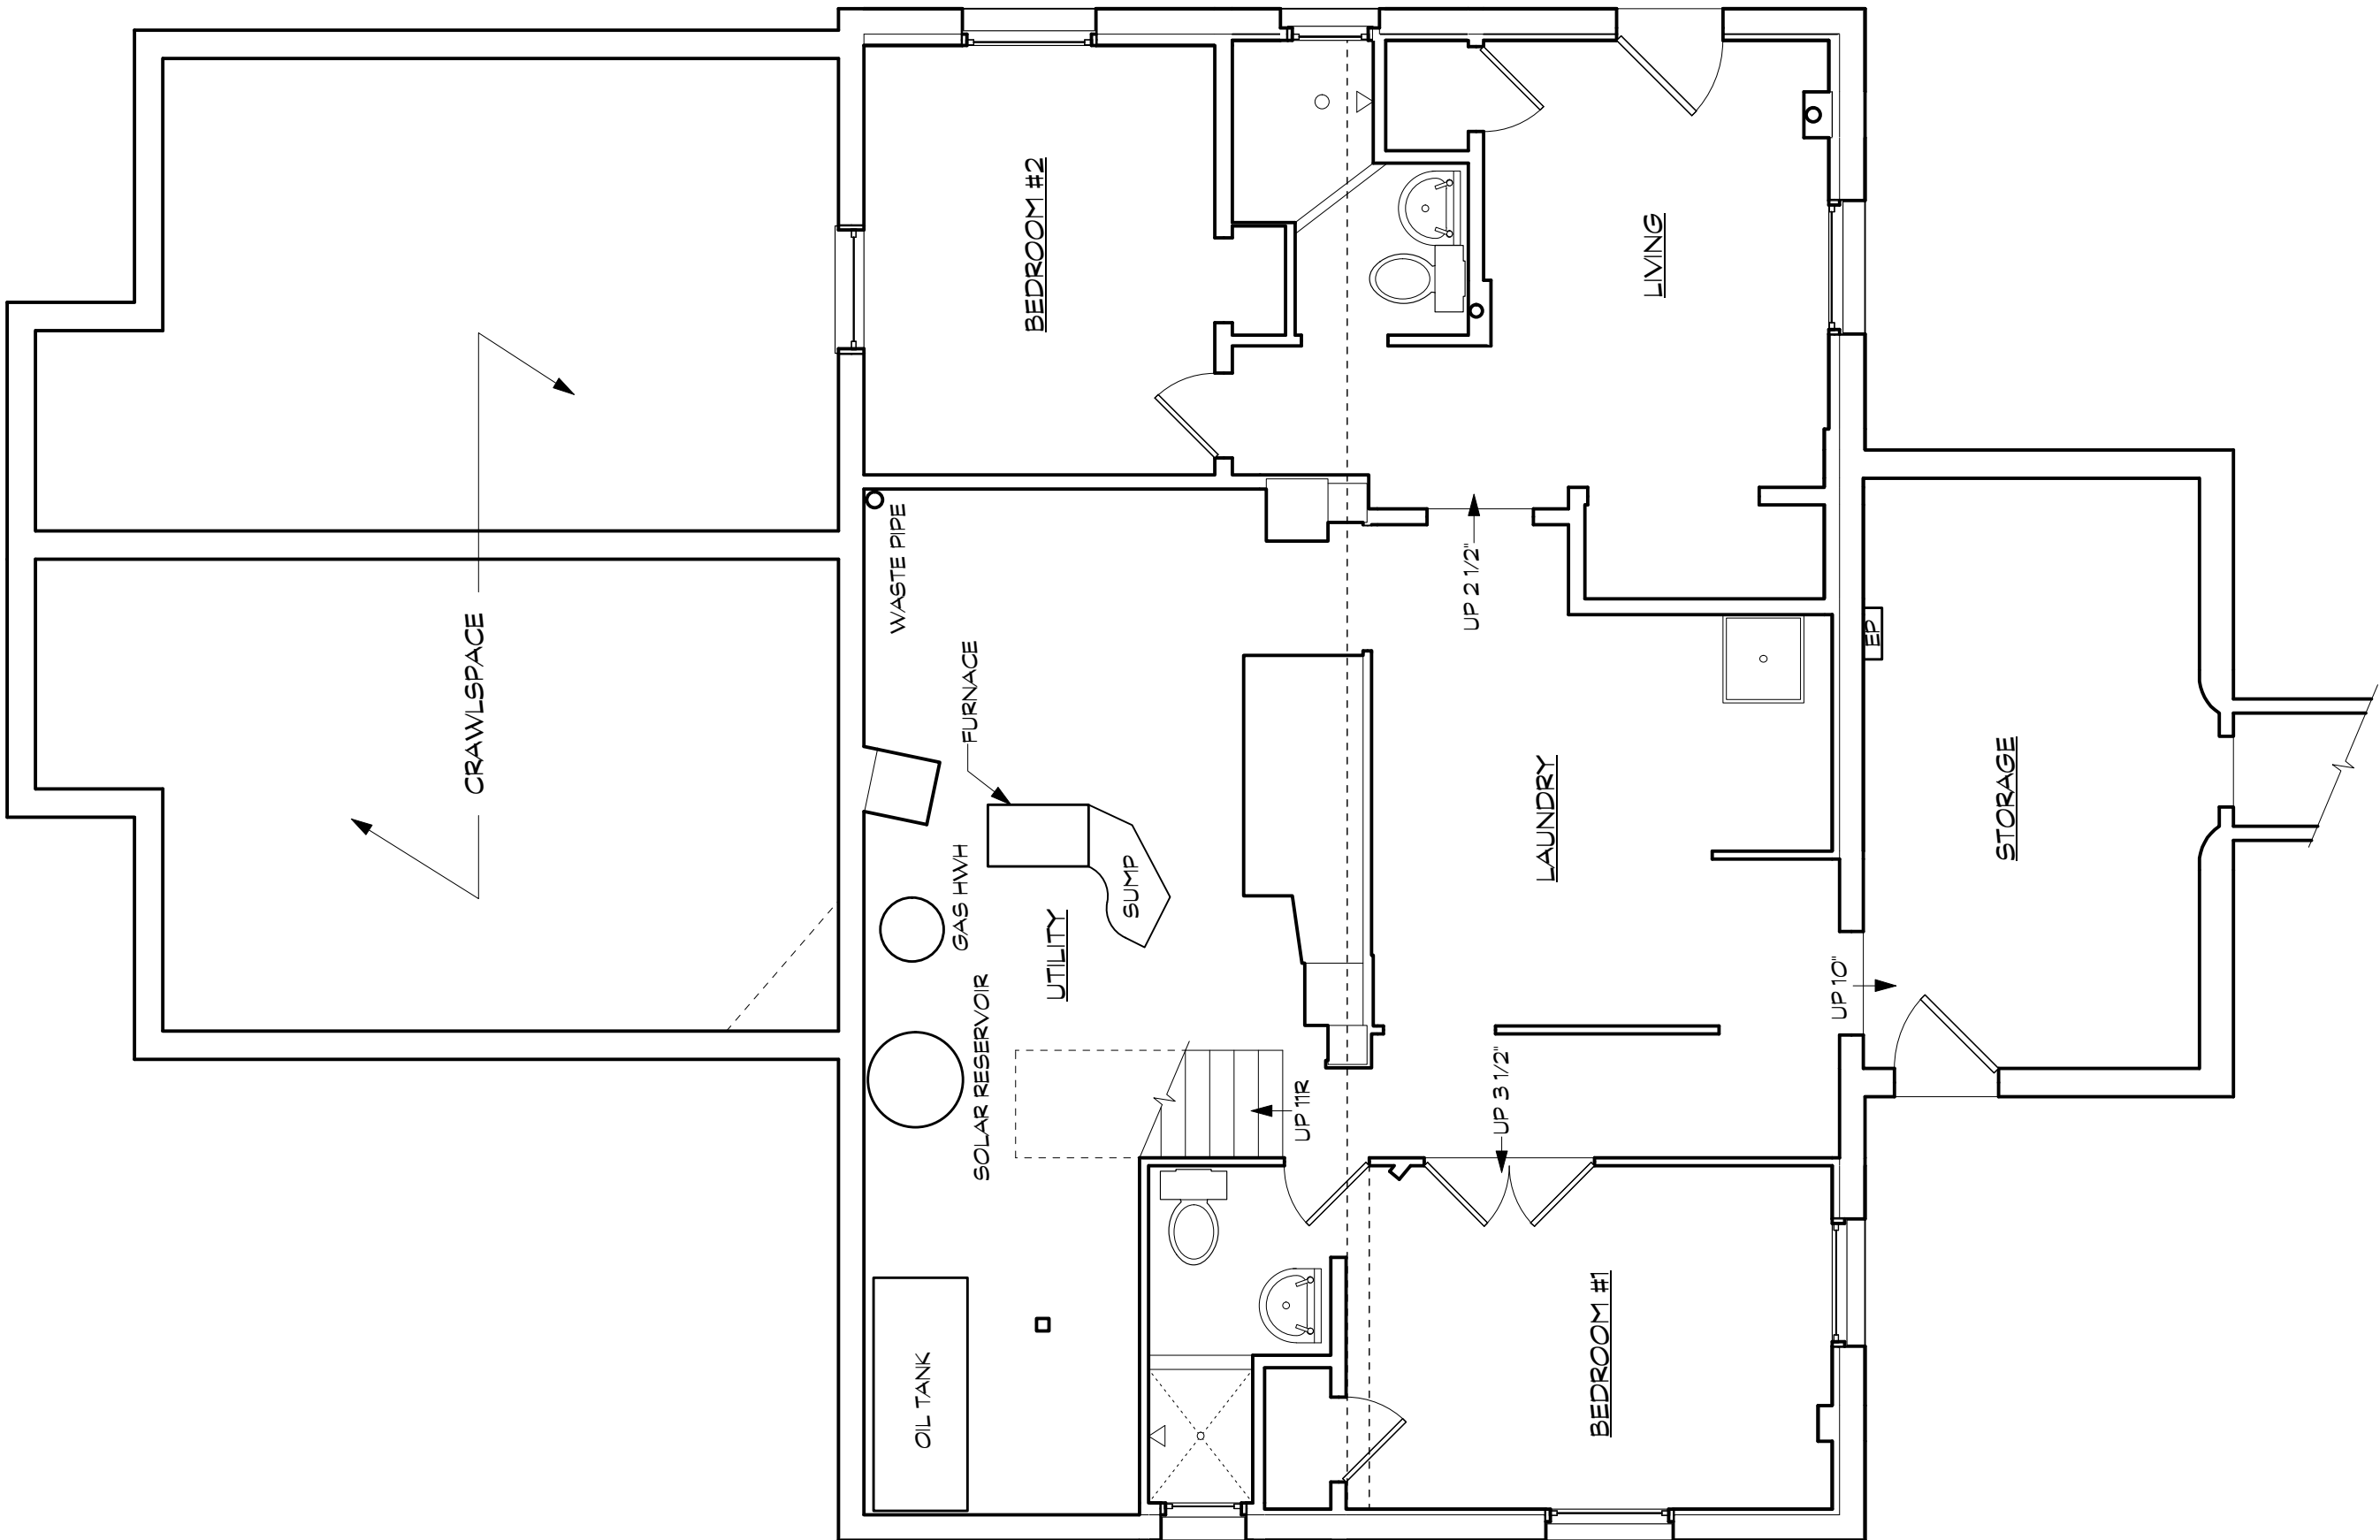 CRAWLSPACE
BEDROOM #2
WASTE PIPE
FURNACE
GAS HWH
SUMP
UTILITY
SOLAR RESERVOIR
OIL TANK
UP 11R
LIVING
UP 2 1/2"
LAUNDRY
EP
STORAGE
UP 10"
UP 3 1/2"
BEDROOM #1